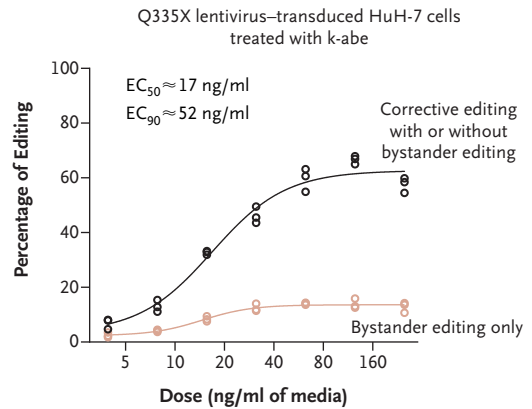 Q335X lentivirus–transduced HuH-7 cells
treated with k-abe
100
80
60
40
20
0
Percentage of Editing
EC50≈17 ng/ml
EC90≈52 ng/ml
Corrective editing
with or without
bystander editing
Bystander editing only
5 10 20 40 80 160
Dose (ng/ml of media)